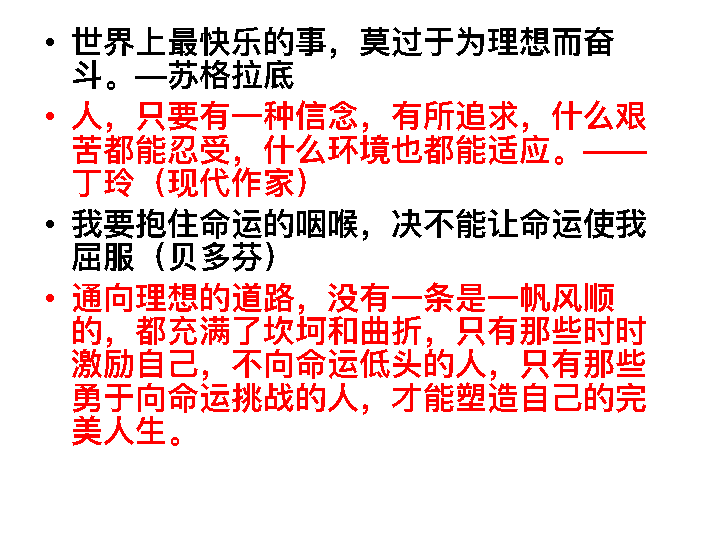 • 世界上最快乐的事，莫过于为理想而奋
斗。—苏格拉底
• 人，只要有一种信念，有所追求，什么艰
苦都能忍受，什么环境也都能适应。——
丁玲（现代作家）
• 我要抱住命运的咽喉，决不能让命运使我
屈服（贝多芬）
• 通向理想的道路，没有一条是一帆风顺
的，都充满了坎坷和曲折，只有那些时时
激励自己，不向命运低头的人，只有那些
勇于向命运挑战的人，才能塑造自己的完
美人生。